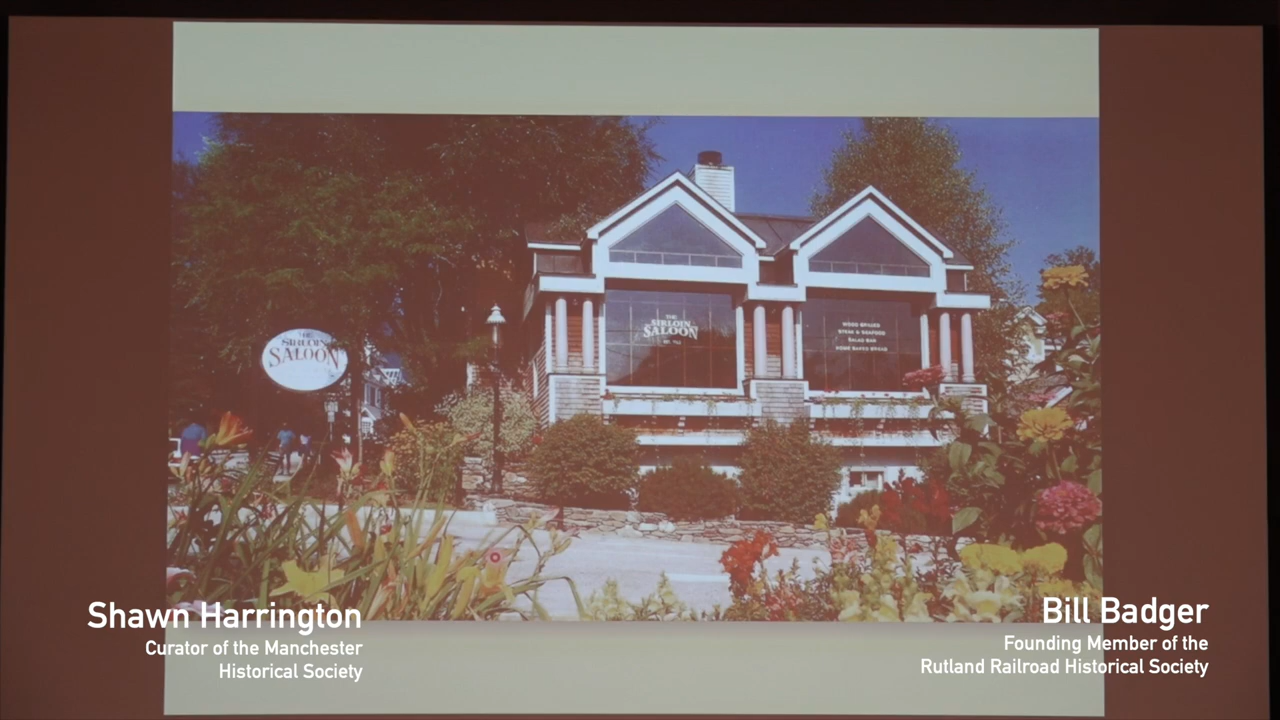 THE
SIRLOIN
SALOON
THE
SIRLOIN
SALOON
WOOD GRILLED
STEAK & SEAFOOD
SALAD BAR
HOME BAKED BREAD
Shawn Harrington
Curator of the Manchester
Historical Society
Bill Badger
Founding Member of the
Rutland Railroad Historical Society